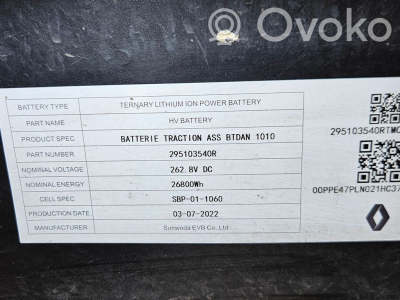 Ovoko
BATTERY TYPE TERNARY LITHIUM ION POWER BATTERY
PART NAME HV BATTERY
PRODUCT SPEC BATTERIE TRACTION ASS BTDAN 1010
PART NUMBER 295103540R
NOMINAL VOLTAGE 262.8V DC
NOMINAL ENERGY 26800Wh
CELL SPEC SBP-01-1060
PRODUCTION DATE 03-07-2022
MANUFACTURER Sunwoda EVB Co., Ltd
295103540RTMC
00PPE47PLN021HC37